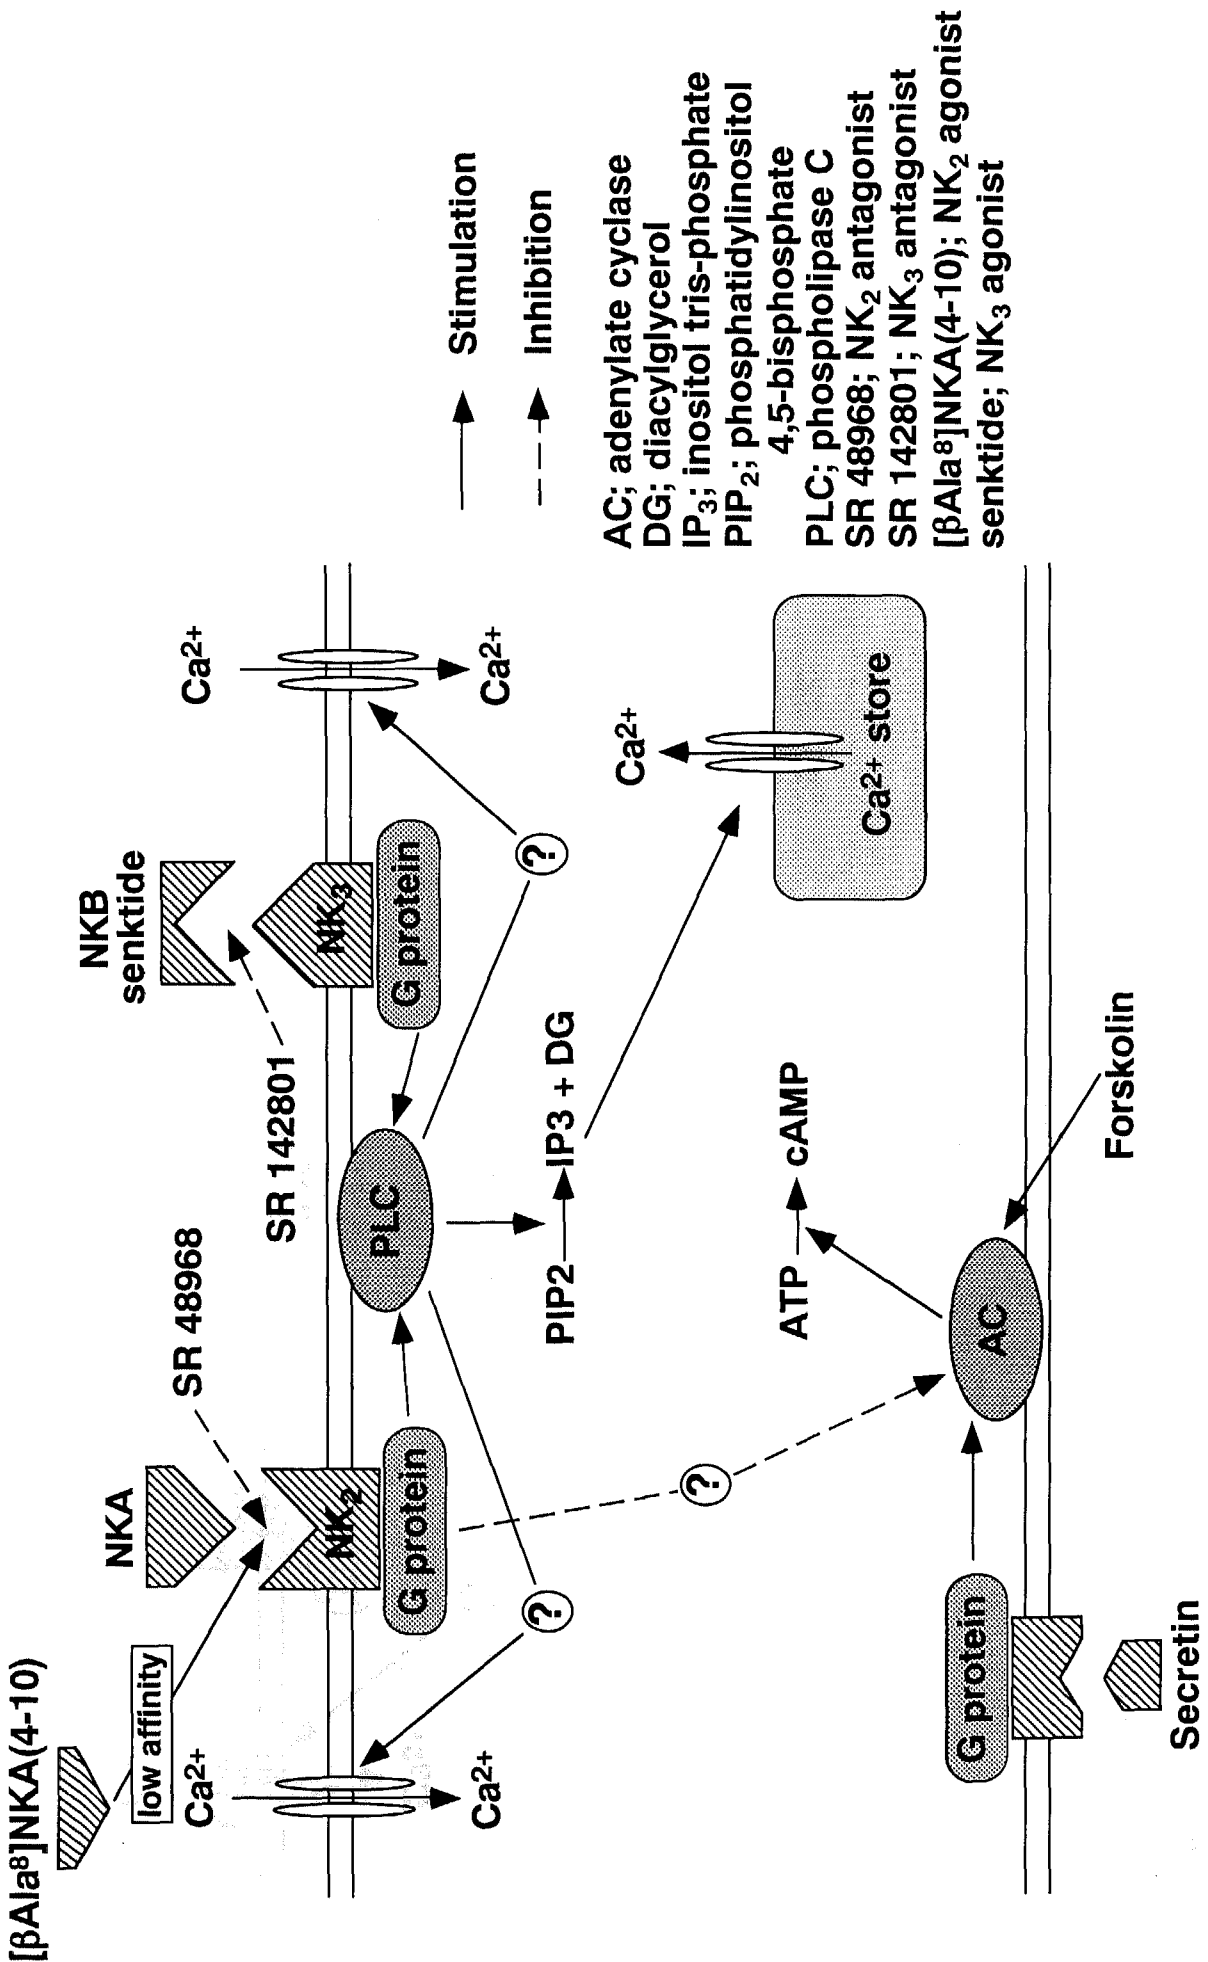 [βAla⁸]NKA(4-10)
low affinity
NKA
SR 48968
SR 142801
NKB
senktide
Ca²⁺
Ca²⁺
NK₂
NK₃
G protein
PLC
G protein
Ca²⁺
Ca²⁺
?
?
PIP2
IP3 + DG
Ca²⁺
Ca²⁺ store
?
ATP
cAMP
G protein
AC
Forskolin
Secretin
Stimulation
Inhibition
AC; adenylate cyclase
DG; diacylglycerol
IP₃; inositol tris-phosphate
PIP₂; phosphatidylinositol
4,5-bisphosphate
PLC; pholipase C
SR 48968; NK₂ antagonist
SR 142801; NK₃ antagonist
[βAla⁸]NKA(4-10); NK₂ agonist
senktide; NK₃ agonist